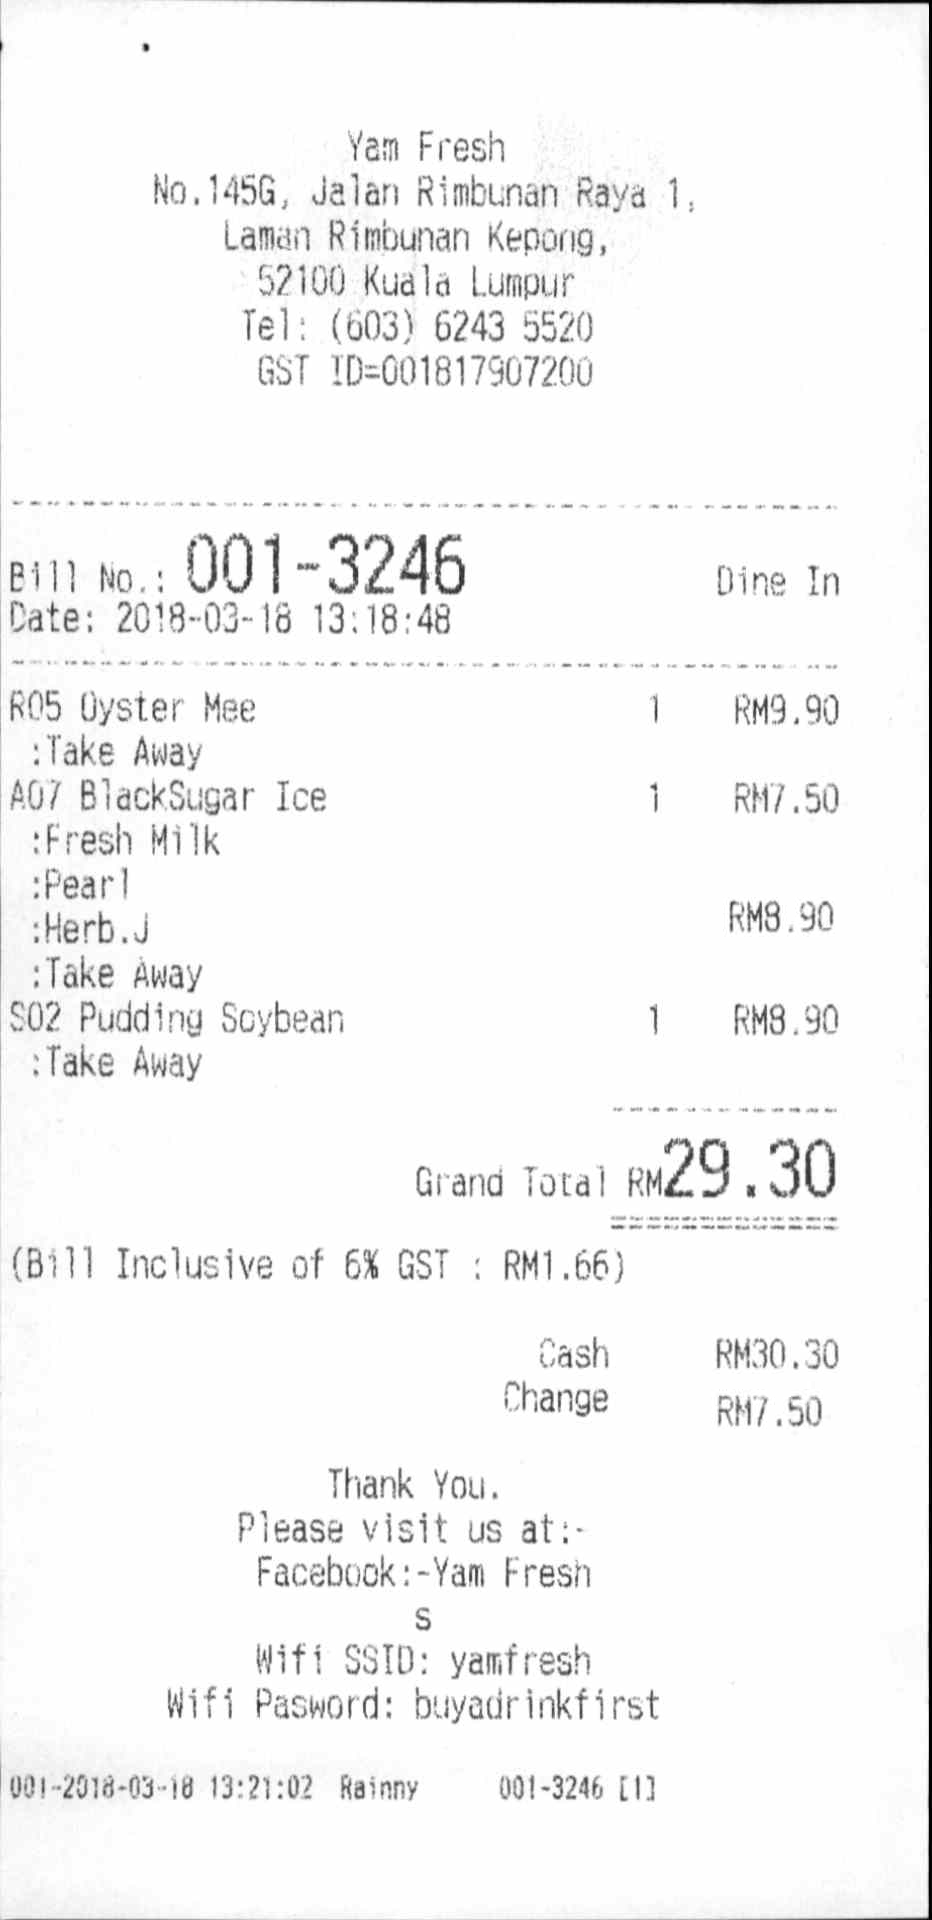 Yam Fresh
No.145G, Jalan Rimbunan Raya 1,
Laman Rimbunan Kepong,
52100 Kuala Lumpur
Tel: (603) 6243 5520
GST ID=001817907200
Bill No.: 001-3246 Dine In
Date: 2018-03-18 13:18:48
R05 Oyster Mee 1 RM9.90
:Take Away
A07 BlackSugar Ice 1 RM7.50
:Fresh Milk
:Pearl
:Herb.J RM8.90
:Take Away
S02 Pudding Soybean 1 RM8.90
:Take Away
Grand Total RM29.30
(Bill Inclusive of 6% GST : RM1.66)
Cash RM30.30
Change RM7.50
Thank You.
Please visit us at:-
Facebook:-Yam Fresh
s
Wifi SSID: yamfresh
Wifi Pasword: buyadrinkfirst
001-2018-03-18 13:21:02 Rainny 001-3246 [1]